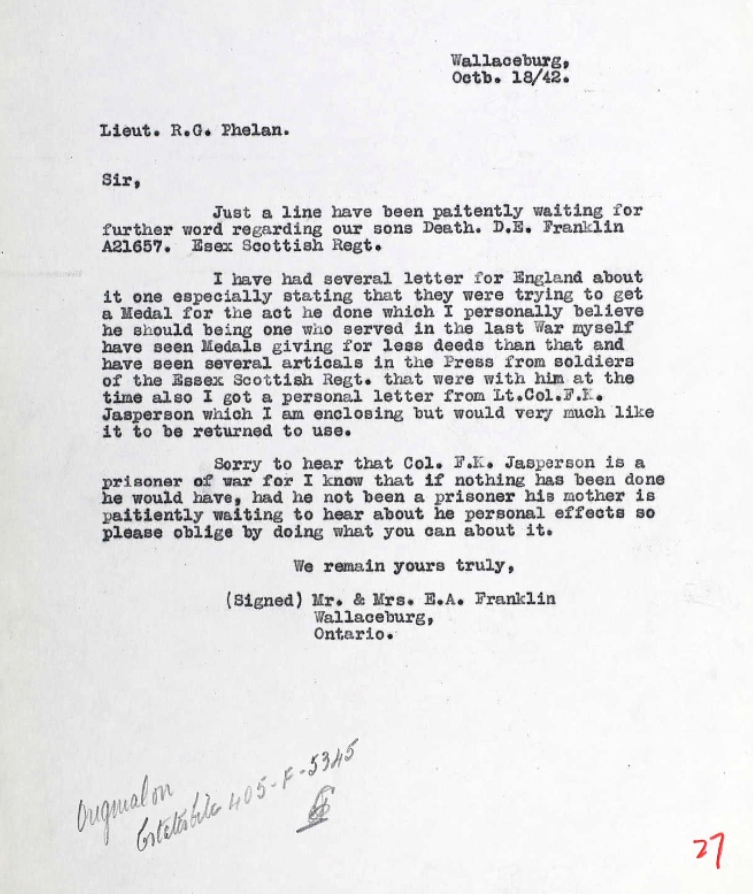 Wallaceburg,
Octb. 18/42.
Lieut. R.G. Phelan.
Sir,
Just a line have been paitently waiting for
further word regarding our sons Death. D.E. Franklin
A21657. Esex Scottish Regt.
I have had several letter for England about
it one especially stating that they were trying to get
a Medal for the act he done which I personally believe
he should being one who served in the last War myself
have seen Medals giving for less deeds than that and
have seen several articals in the Press from soldiers
of the Essex Scottish Regt. that were with him at the
time also I got a personal letter from Lt.Col.F.K.
Jasperson which I am enclosing but would very much like
it to be returned to use.
Sorry to hear that Col. F.K. Jasperson is a
prisoner of war for I know that if nothing has been done
he would have, had he not been a prisoner his mother is
paitiently waiting to hear about he personal effects so
please oblige by doing what you can about it.
We remain yours truly,
(Signed) Mr. & Mrs. E.A. Franklin
Wallaceburg,
Ontario.
Original on
Estates file 405-F-5345
27